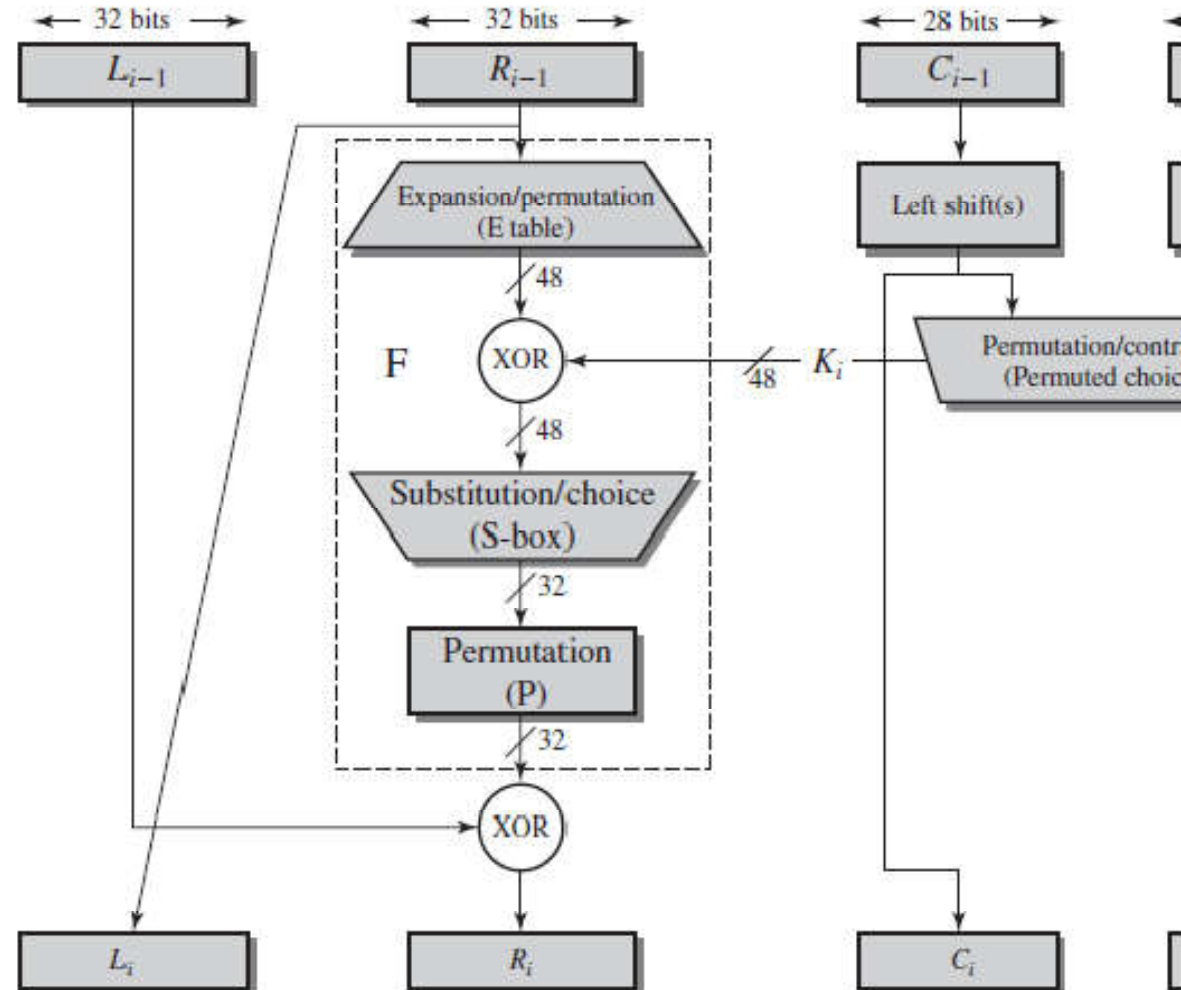 32 bits
32 bits
28 bits
L_{i-1}
R_{i-1}
C_{i-1}
Expansion/permutation
(E table)
Left shift(s)
48
F
XOR
48
K_i
Permutation/contr
(Permuted choic
48
Substitution/choice
(S-box)
32
Permutation
(P)
32
XOR
L_i
R_i
C_i